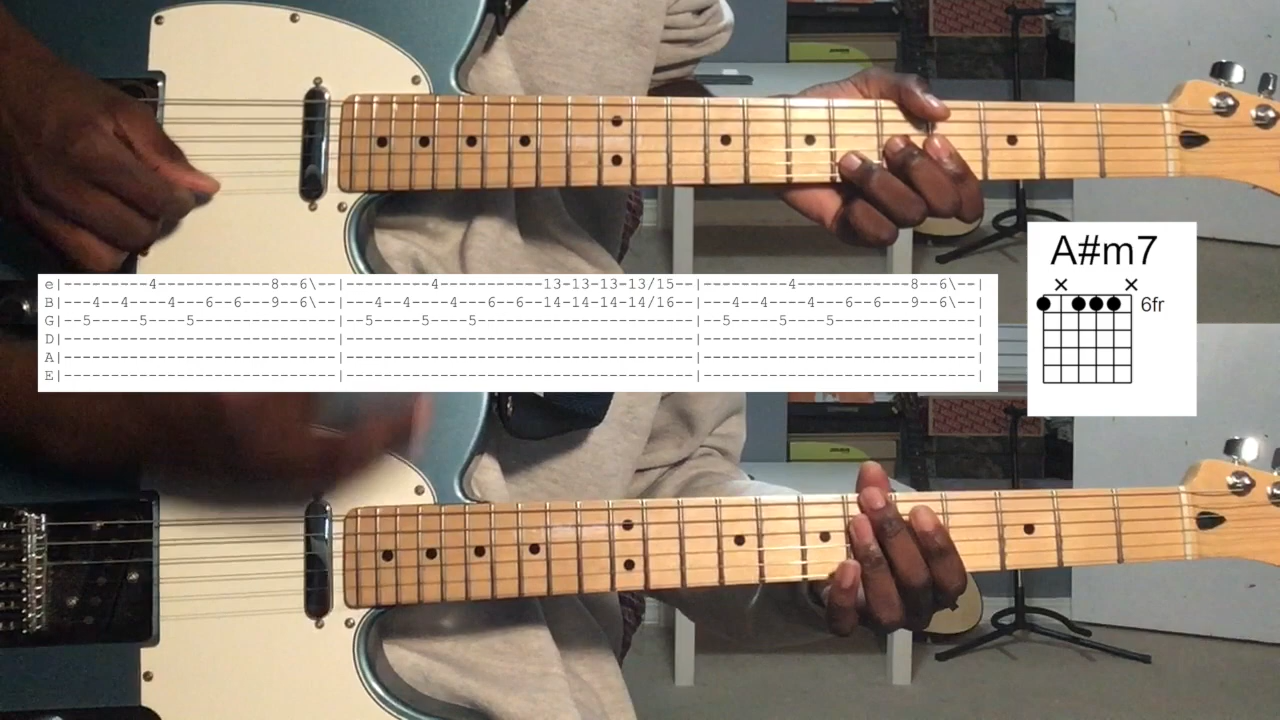 e|---------4------------8--6\--|---------4-----------13-13-13-13/15--|---------4------------8--6\--|
B|---4--4----4---6--6---9--6\--|---4--4----4---6--6--14-14-14-14/16--|---4--4----4---6--6---9--6\--|
G|--5-----5----5---------------|--5-----5----5-----------------------|--5-----5----5---------------|
D|-----------------------------|-------------------------------------|-----------------------------|
A|-----------------------------|-------------------------------------|-----------------------------|
E|-----------------------------|-------------------------------------|-----------------------------|
A#m7
× ×
6fr